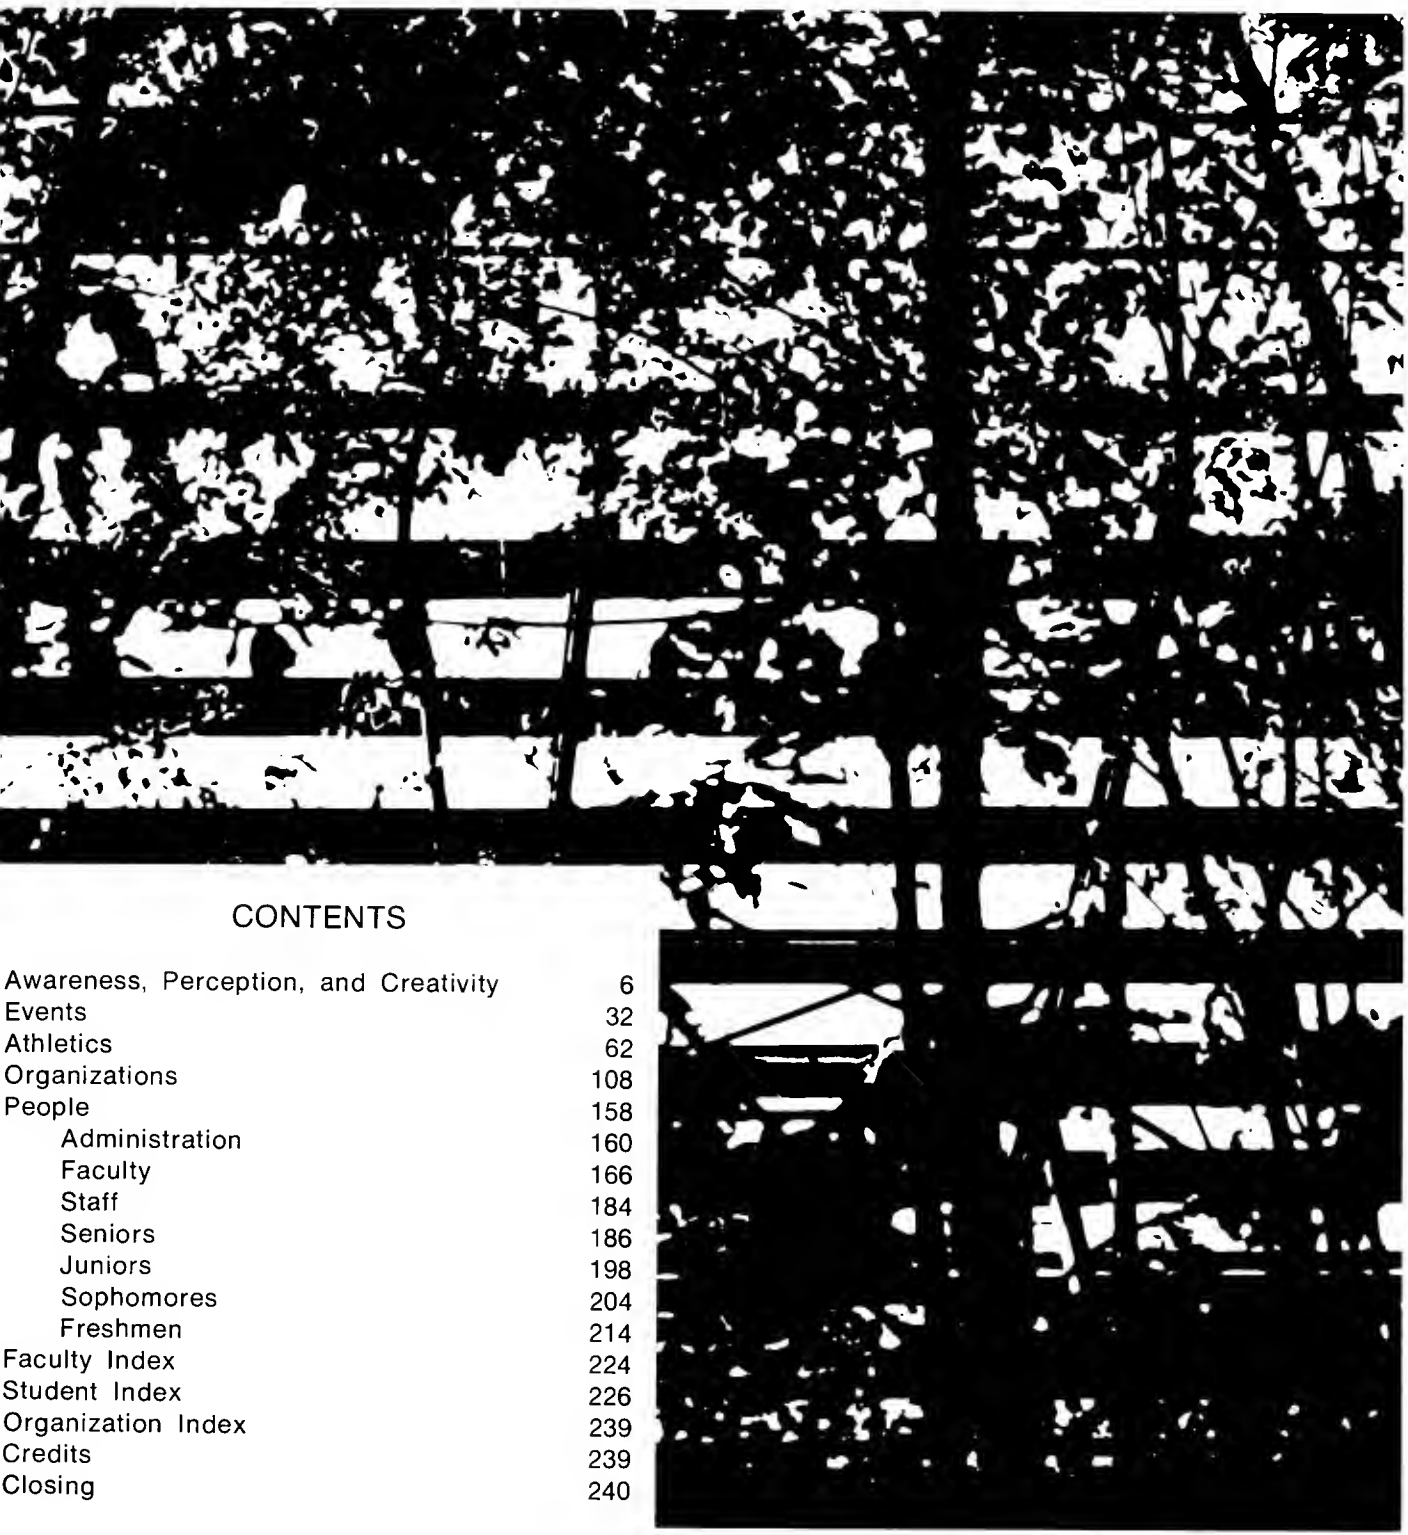 CONTENTS
Awareness, Perception, and Creativity 6
Events 32
Athletics 62
Organizations 108
People 158
Administration 160
Faculty 166
Staff 184
Seniors 186
Juniors 198
Sophomores 204
Freshmen 214
Faculty Index 224
Student Index 226
Organization Index 239
Credits 239
Closing 240